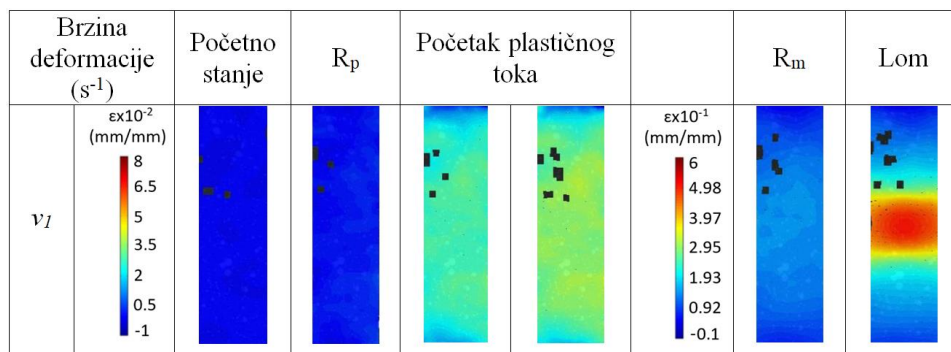 Brzina
deformacije
(s⁻¹)
Početno
stanje
Rₚ
Početak plastičnog
toka
Rₘ
Lom
v₁
εx10⁻²
(mm/mm)
8
6.5
5
3.5
2
0.5
-1
εx10⁻¹
(mm/mm)
6
4.98
3.97
2.95
1.93
0.92
-0.1